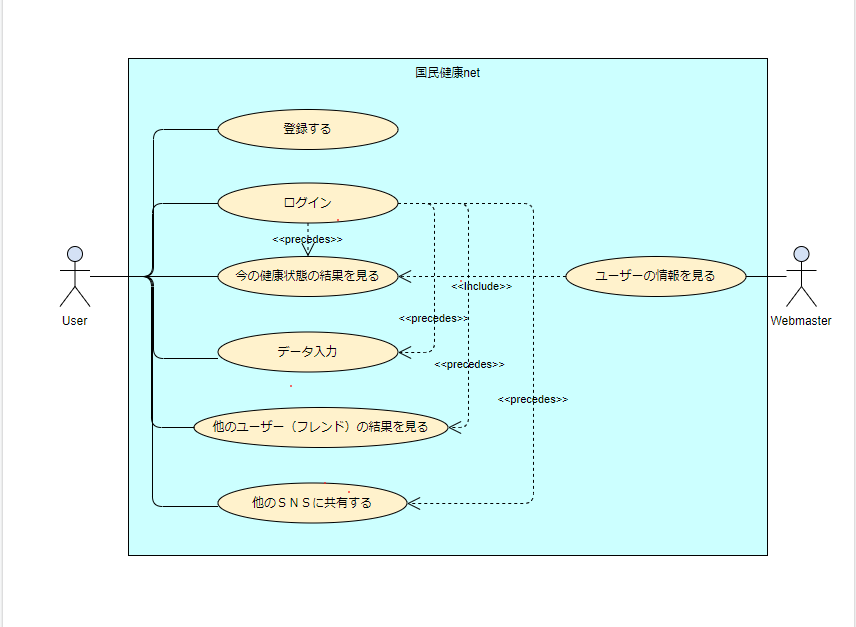 国民健康net
登録する
ログイン
<<precedes>>
今の健康状態の結果を見る
ユーザーの情報を見る
<<Include>>
User
Webmaster
<<precedes>>
データ入力
<<precedes>>
<<precedes>>
他のユーザー（フレンド）の結果を見る
他のＳＮＳに共有する